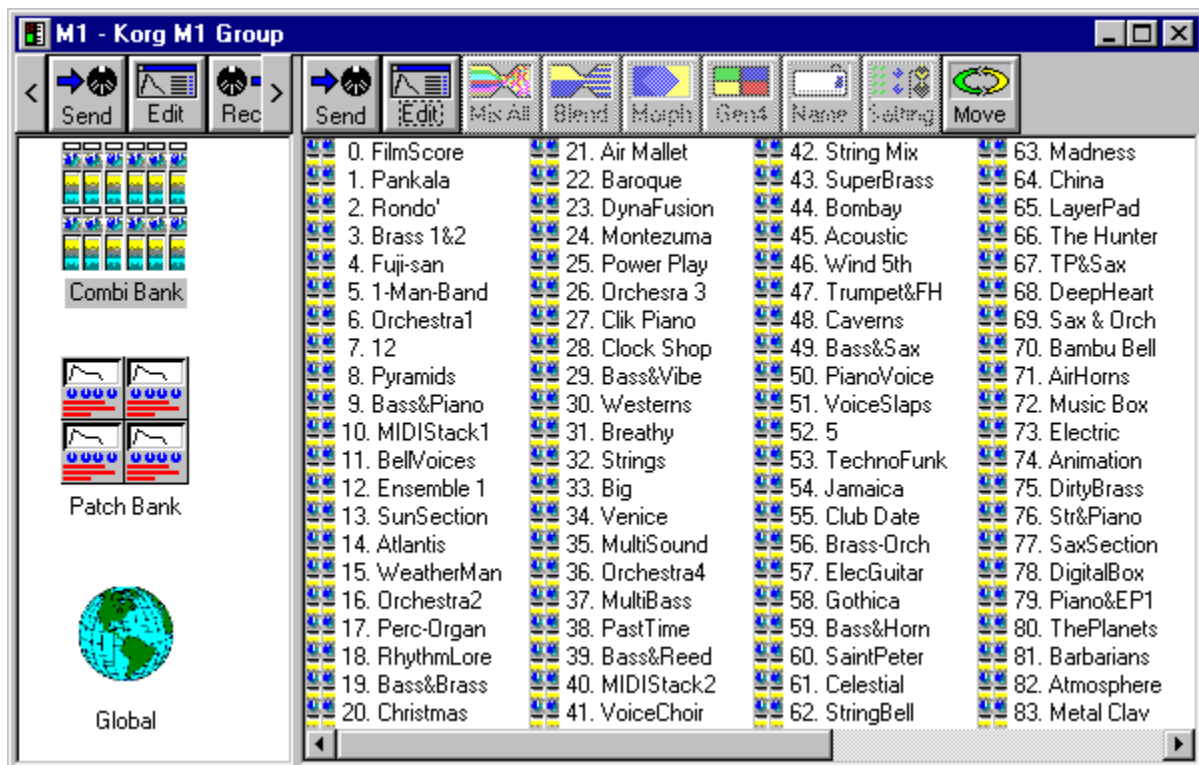 M1 - Korg M1 Group
Send Edit Rec Send Edit Mix All Blend Morph Gen4 Name Sorting Move
Combi Bank
Patch Bank
Global
0. FilmScore
1. Pankala
2. Rondo'
3. Brass 1&2
4. Fuji-san
5. 1-Man-Band
6. Orchestra1
7. 12
8. Pyramids
9. Bass&Piano
10. MIDIStack1
11. BellVoices
12. Ensemble 1
13. SunSection
14. Atlantis
15. WeatherMan
16. Orchestra2
17. Perc-Organ
18. RhythmLore
19. Bass&Brass
20. Christmas
21. Air Mallet
22. Baroque
23. DynaFusion
24. Montezuma
25. Power Play
26. Orchesra 3
27. Clik Piano
28. Clock Shop
29. Bass&Vibe
30. Westerns
31. Breathy
32. Strings
33. Big
34. Venice
35. MultiSound
36. Orchestra4
37. MultiBass
38. PastTime
39. Bass&Reed
40. MIDIStack2
41. VoiceChoir
42. String Mix
43. SuperBrass
44. Bombay
45. Acoustic
46. Wind 5th
47. Trumpet&FH
48. Caverns
49. Bass&Sax
50. PianoVoice
51. VoiceSlaps
52. 5
53. TechnoFunk
54. Jamaica
55. Club Date
56. Brass-Orch
57. ElecGuitar
58. Gothica
59. Bass&Horn
60. SaintPeter
61. Celestial
62. StringBell
63. Madness
64. China
65. LayerPad
66. The Hunter
67. TP&Sax
68. DeepHeart
69. Sax & Orch
70. Bambu Bell
71. AirHorns
72. Music Box
73. Electric
74. Animation
75. DirtyBrass
76. Str&Piano
77. SaxSection
78. DigitalBox
79. Piano&EP1
80. ThePlanets
81. Barbarians
82. Atmosphere
83. Metal Clav